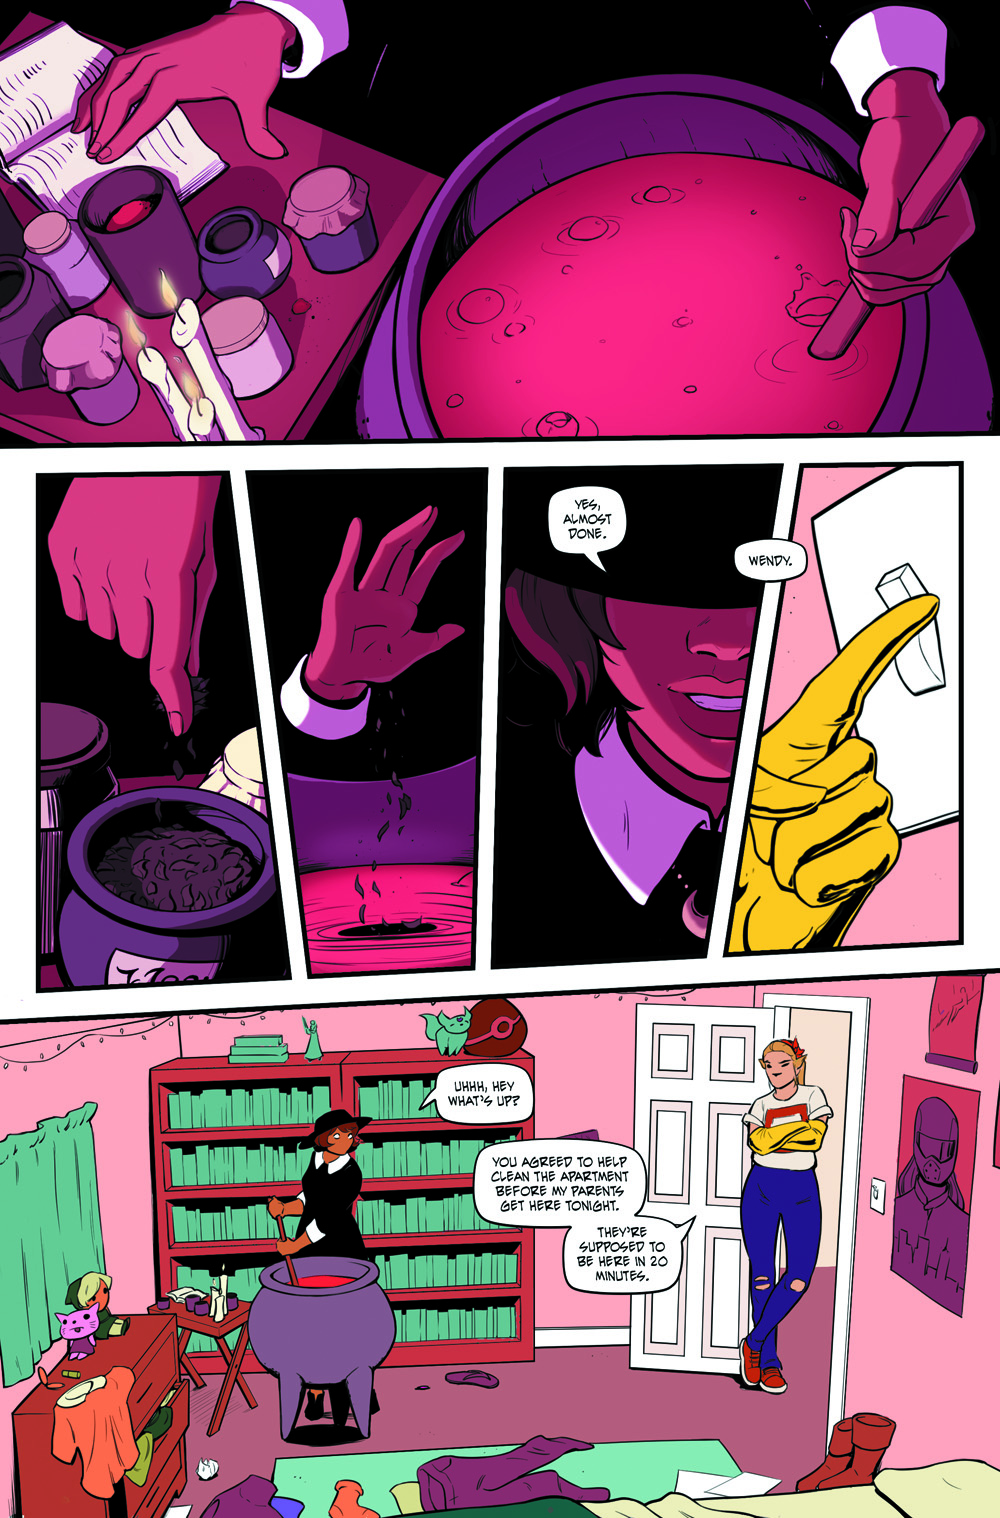 YES,
ALMOST
DONE.
WENDY.
UHHH, HEY
WHAT'S UP?
YOU AGREED TO HELP
CLEAN THE APARTMENT
BEFORE MY PARENTS
GET HERE TONIGHT.
THEY'RE
SUPPOSED TO
BE HERE IN 20
MINUTES.